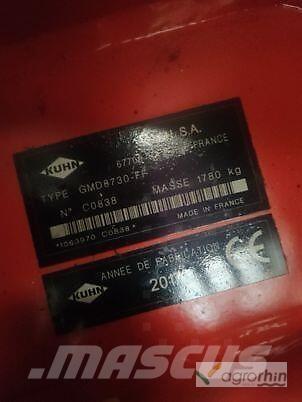 S.A.
FRANCE
KUHN
TYPE GMD8730-FF
N° C0838 MASSE 1780 kg
*IDG3970 C0838*
MADE IN FRANCE
ANNEE DE FABRICATION
KUHN
CE
MASCUS
agrorhin